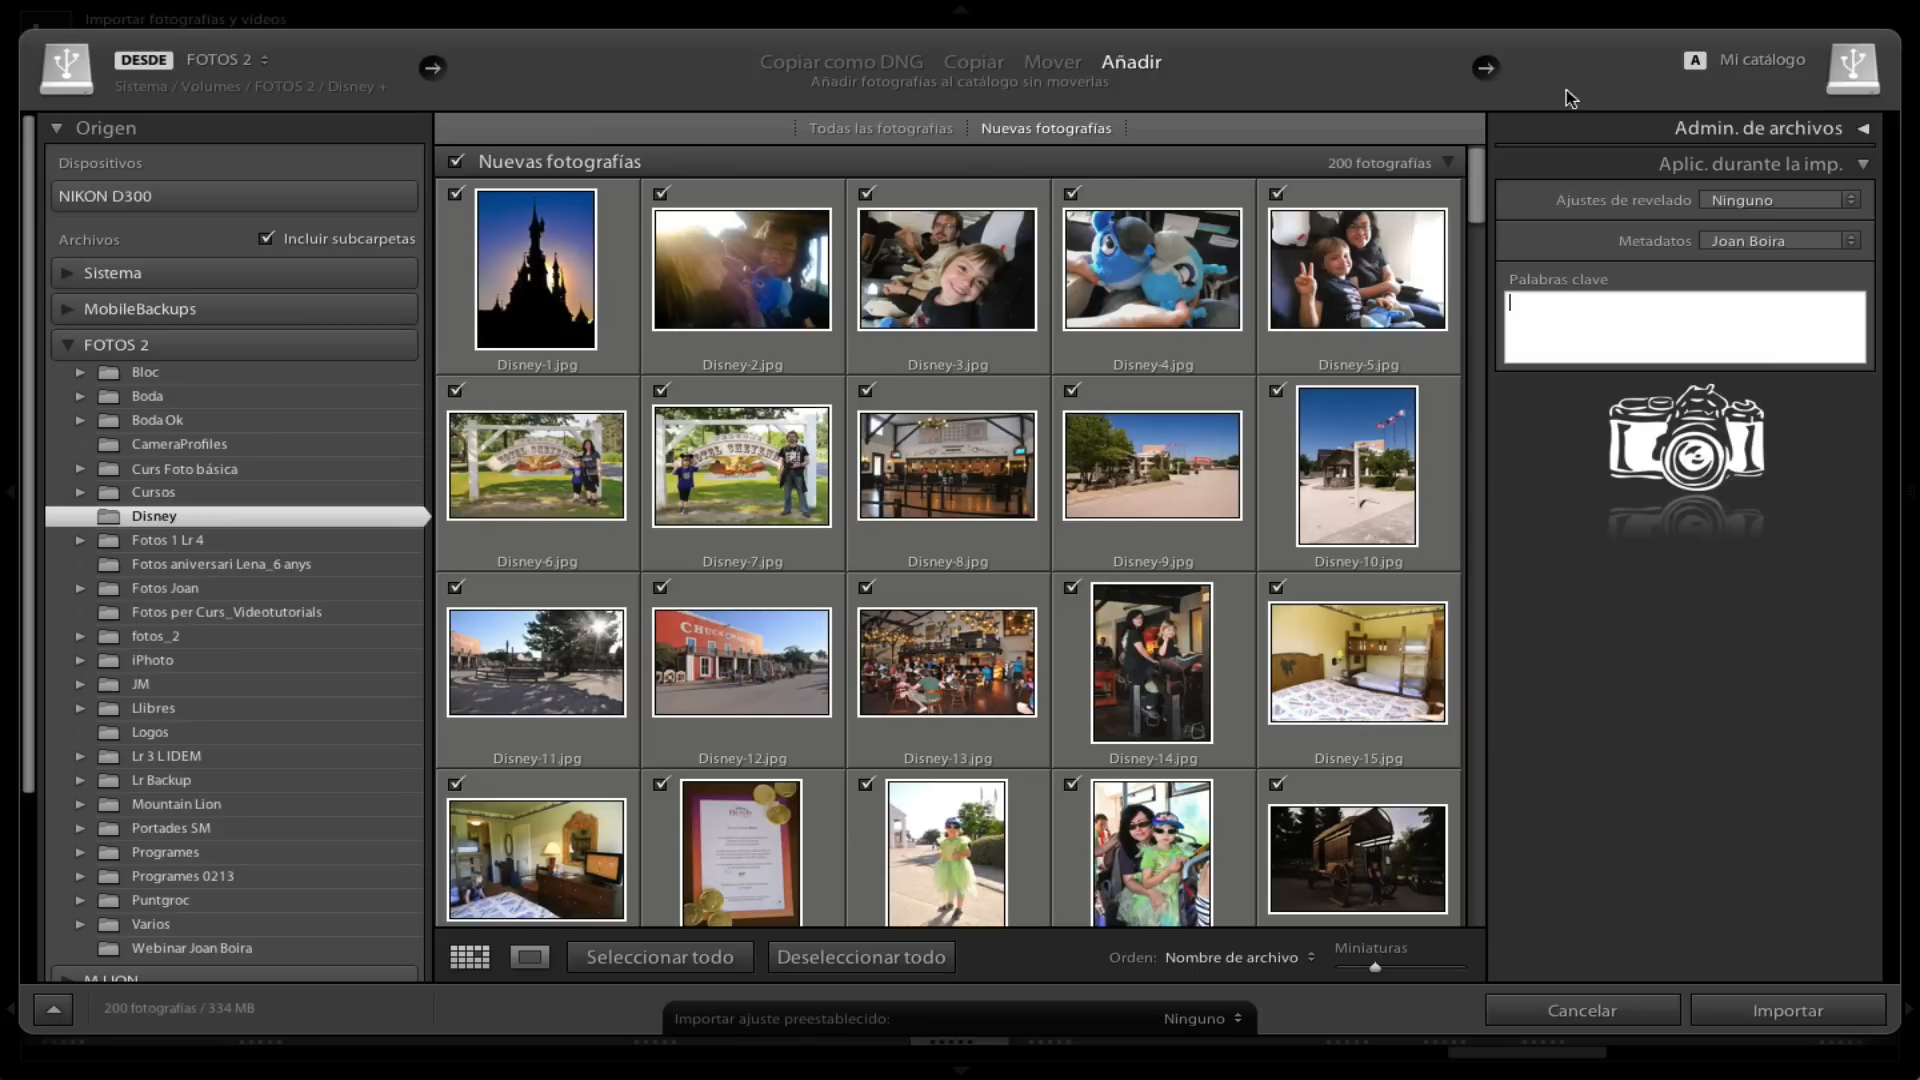 Importar fotografías y vídeos
DESDE FOTOS 2
Sistema / Volumes / FOTOS 2 / Disney +
Copiar como DNG Copiar Mover Añadir
Añadir fotografías al catálogo sin moverlas
A Mi catálogo
Origen
Dispositivos
NIKON D300
Archivos Incluir subcarpetas
Sistema
MobileBackups
FOTOS 2
Bloc
Boda
Boda Ok
CameraProfiles
Curs Foto básica
Cursos
Disney
Fotos 1 Lr 4
Fotos aniversari Lena_6 anys
Fotos Joan
Fotos per Curs_Videotutorials
fotos_2
iPhoto
JM
Llibres
Logos
Lr 3 LIDEM
Lr Backup
Mountain Lion
Portades SM
Programes
Programes 0213
Puntgroc
Varios
Webinar Joan Boira
M LION
Todas las fotografías Nuevas fotografías
Nuevas fotografías 200 fotografías
Disney-1.jpg Disney-2.jpg Disney-3.jpg Disney-4.jpg Disney-5.jpg
Disney-6.jpg Disney-7.jpg Disney-8.jpg Disney-9.jpg Disney-10.jpg
CHUCK
Disney-11.jpg Disney-12.jpg Disney-13.jpg Disney-14.jpg Disney-15.jpg
Seleccionar todo Deseleccionar todo Orden: Nombre de archivo Miniaturas
Admin. de archivos
Aplic. durante la imp.
Ajustes de revelado Ninguno
Metadatos Joan Boira
Palabras clave
200 fotografías / 334 MB
Importar ajuste preestablecido: Ninguno
Cancelar Importar